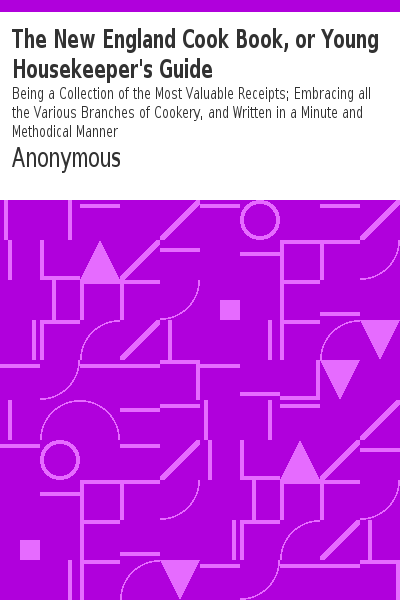 The New England Cook Book, or Young
Housekeeper's Guide
Being a Collection of the Most Valuable Receipts; Embracing all
the Various Branches of Cookery, and Written in a Minute and
Methodical Manner
Anonymous